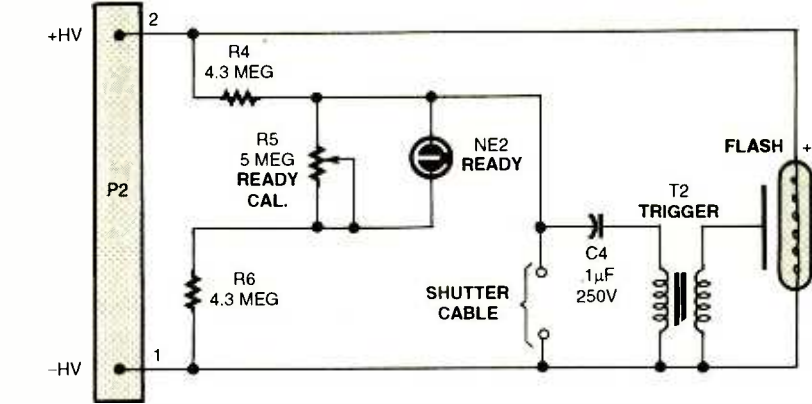 +HV
2
R4
4.3 MEG
R5
5 MEG
READY
CAL.
NE2
READY
FLASH
+
P2
T2
TRIGGER
C4
.1µF
250V
R6
4.3 MEG
SHUTTER
CABLE
-HV
1